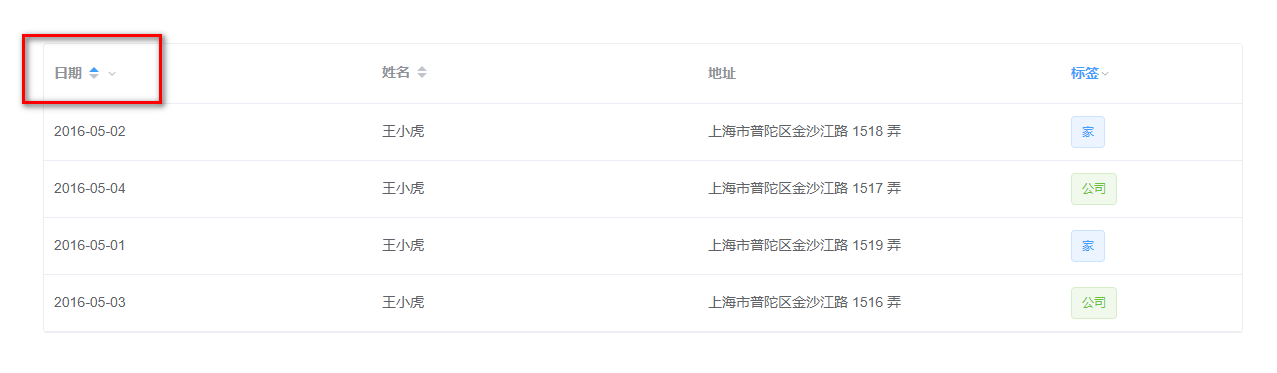 日期 姓名 地址 标签
2016-05-02 王小虎 上海市普陀区金沙江路 1518 弄 家
2016-05-04 王小虎 上海市普陀区金沙江路 1517 弄 公司
2016-05-01 王小虎 上海市普陀区金沙江路 1519 弄 家
2016-05-03 王小虎 上海市普陀区金沙江路 1516 弄 公司